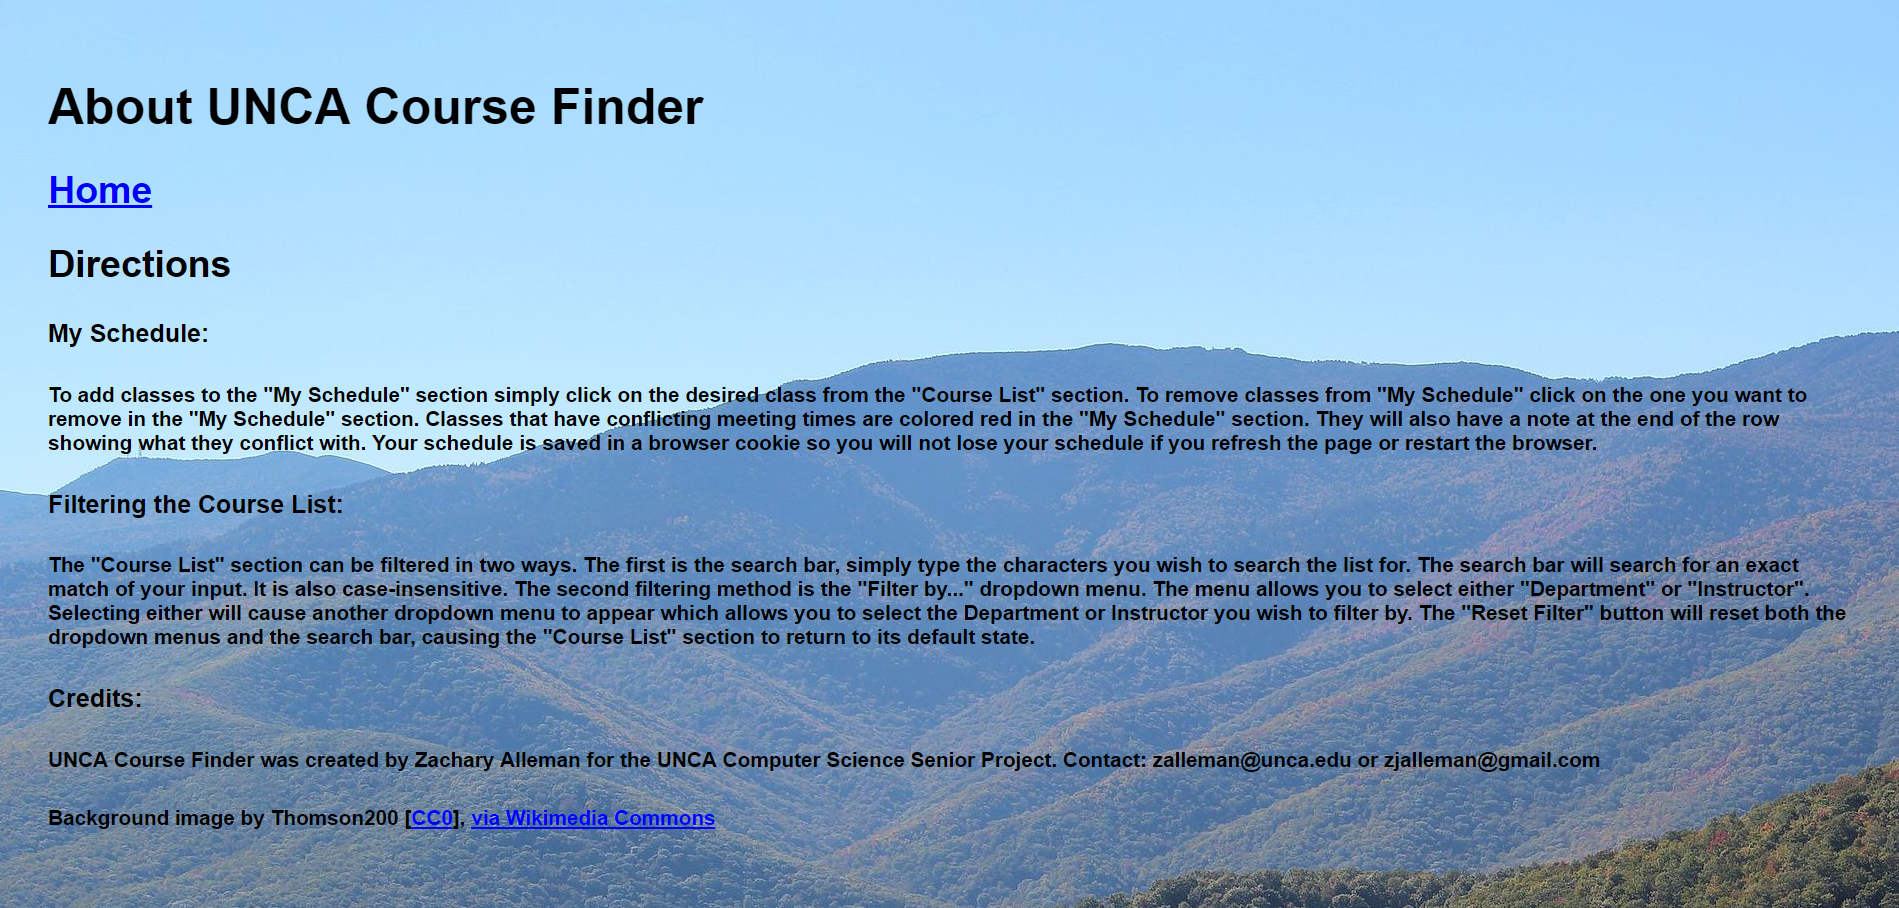 About UNCA Course Finder
Home
Directions
My Schedule:
To add classes to the "My Schedule" section simply click on the desired class from the "Course List" section. To remove classes from "My Schedule" click on the one you want to
remove in the "My Schedule" section. Classes that have conflicting meeting times are colored red in the "My Schedule" section. They will also have a note at the end of the row
showing what they conflict with. Your schedule is saved in a browser cookie so you will not lose your schedule if you refresh the page or restart the browser.
Filtering the Course List:
The "Course List" section can be filtered in two ways. The first is the search bar, simply type the characters you wish to search the list for. The search bar will search for an exact
match of your input. It is also case-insensitive. The second filtering method is the "Filter by..." dropdown menu. The menu allows you to select either "Department" or "Instructor".
Selecting either will cause another dropdown menu to appear which allows you to select the Department or Instructor you wish to filter by. The "Reset Filter" button will reset both the
dropdown menus and the search bar, causing the "Course List" section to return to its default state.
Credits:
UNCA Course Finder was created by Zachary Alleman for the UNCA Computer Science Senior Project. Contact: zalleman@unca.edu or zjalleman@gmail.com
Background image by Thomson200 [CC0], via Wikimedia Commons